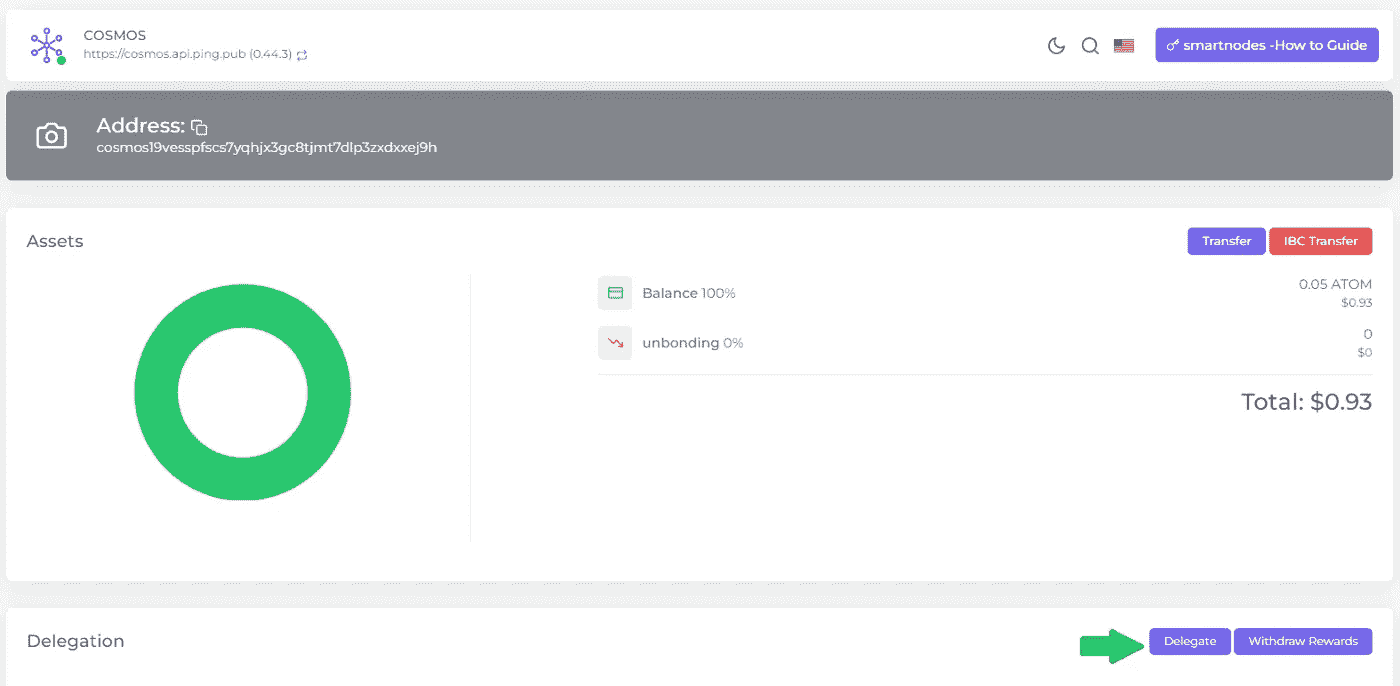 COSMOS
https://cosmos.api.ping.pub (0.44.3)
smartnodes -How to Guide
Address:
cosmos19vesspfscs7yqhjx3gc8tjmt7dlp3zxdxxej9h
Assets
Transfer
IBC Transfer
Balance 100%
0.05 ATOM
$0.93
unbonding 0%
0
$0
Total: $0.93
Delegation
Delegate
Withdraw Rewards